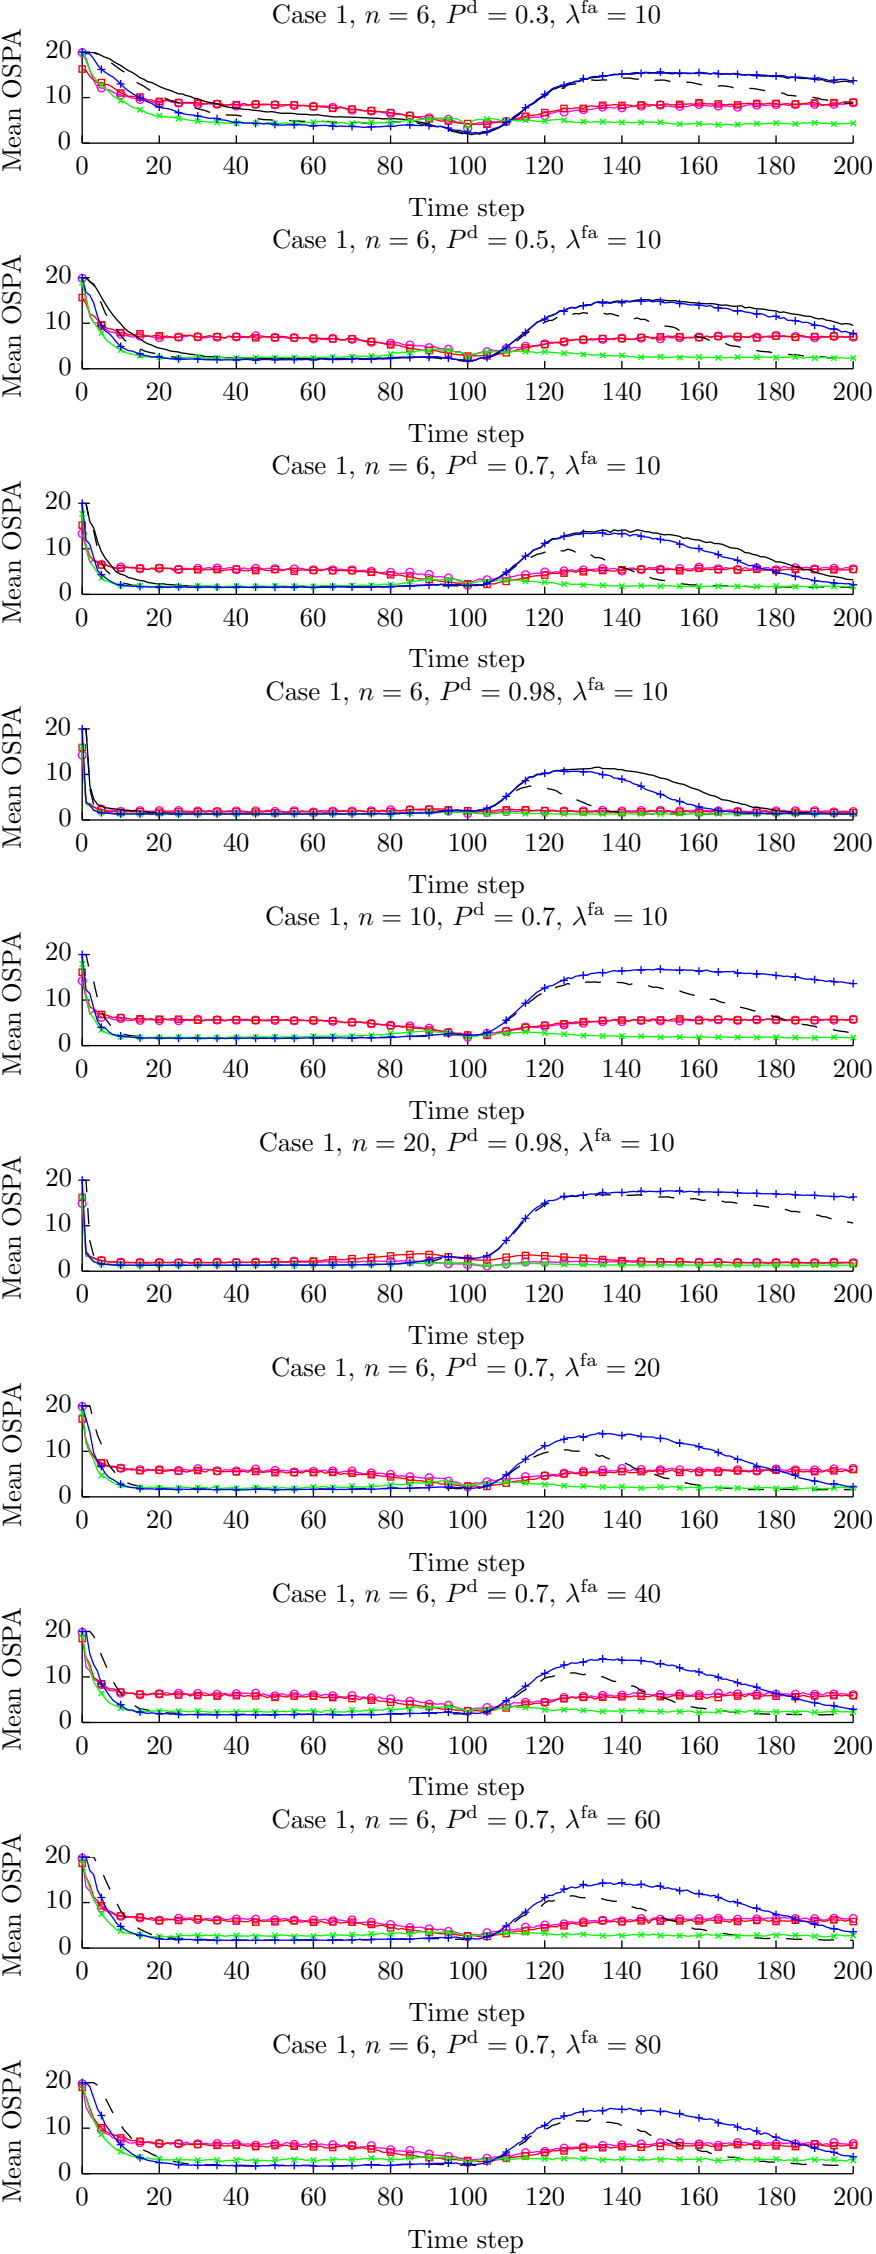 Case 1, n = 6, P^d = 0.3, λ^fa = 10
Mean OSPA
20
10
0
0 20 40 60 80 100 120 140 160 180 200
Time step
Case 1, n = 6, P^d = 0.5, λ^fa = 10
Mean OSPA
20
10
0
0 20 40 60 80 100 120 140 160 180 200
Time step
Case 1, n = 6, P^d = 0.7, λ^fa = 10
Mean OSPA
20
10
0
0 20 40 60 80 100 120 140 160 180 200
Time step
Case 1, n = 6, P^d = 0.98, λ^fa = 10
Mean OSPA
20
10
0
0 20 40 60 80 100 120 140 160 180 200
Time step
Case 1, n = 10, P^d = 0.7, λ^fa = 10
Mean OSPA
20
10
0
0 20 40 60 80 100 120 140 160 180 200
Time step
Case 1, n = 20, P^d = 0.98, λ^fa = 10
Mean OSPA
20
10
0
0 20 40 60 80 100 120 140 160 180 200
Time step
Case 1, n = 6, P^d = 0.7, λ^fa = 20
Mean OSPA
20
10
0
0 20 40 60 80 100 120 140 160 180 200
Time step
Case 1, n = 6, P^d = 0.7, λ^fa = 40
Mean OSPA
20
10
0
0 20 40 60 80 100 120 140 160 180 200
Time step
Case 1, n = 6, P^d = 0.7, λ^fa = 60
Mean OSPA
20
10
0
0 20 40 60 80 100 120 140 160 180 200
Time step
Case 1, n = 6, P^d = 0.7, λ^fa = 80
Mean OSPA
20
10
0
0 20 40 60 80 100 120 140 160 180 200
Time step